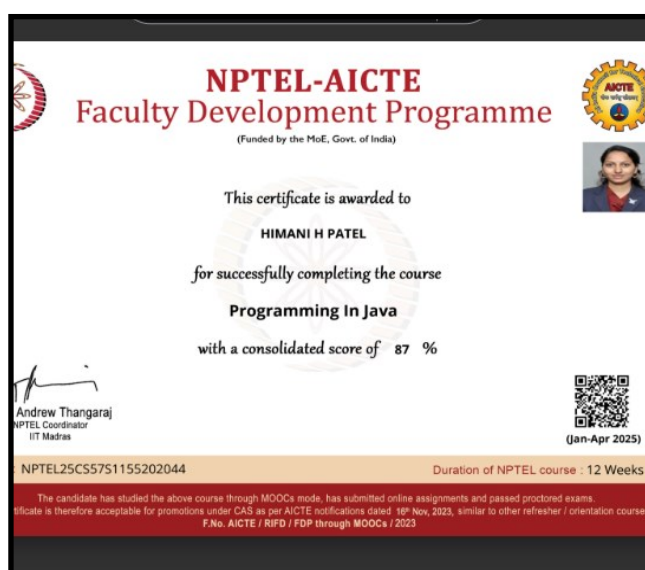 NPTEL-AICTE
Faculty Development Programme
(Funded by the MoE, Govt. of India)
AICTE
This certificate is awarded to
HIMANI H PATEL
for successfully completing the course
Programming In Java
with a consolidated score of 87 %
Andrew Thangaraj
NPTEL Coordinator
IIT Madras
(Jan-Apr 2025)
: NPTEL25CS57S1155202044
Duration of NPTEL course : 12 Weeks
The candidate has studied the above course through MOOCs mode, has submitted online assignments and passed proctored exams.
tificate is therefore acceptable for promotions under CAS as per AICTE notifications dated 16th Nov, 2023, similar to other refresher / orientation course
F.No. AICTE / RIFD / FDP through MOOCs / 2023